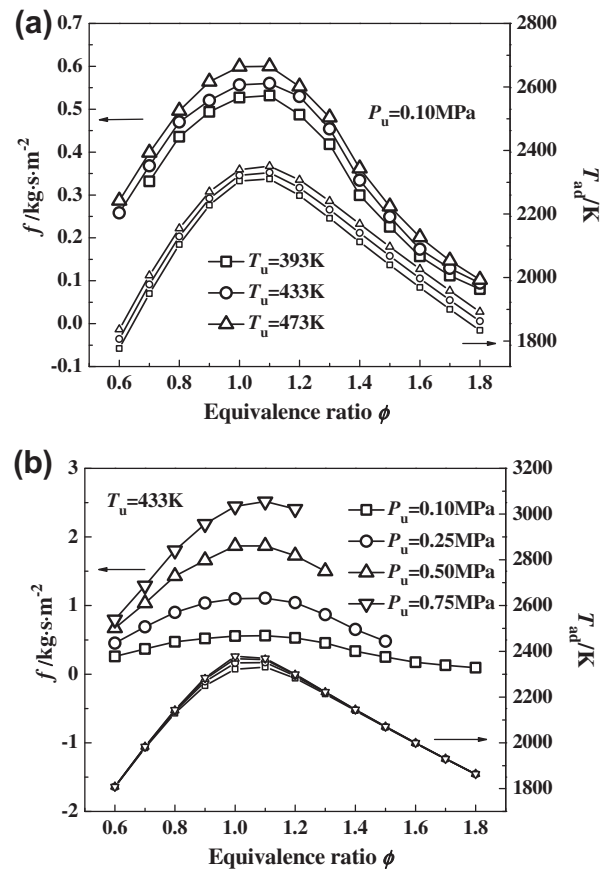 (a)
0.7
0.6
0.5
0.4
0.3
0.2
0.1
0.0
-0.1
f /kg·s·m-2
2800
2600
2400
2200
2000
1800
T_ad/K
P_u=0.10MPa
T_u=393K
T_u=433K
T_u=473K
0.6 0.8 1.0 1.2 1.4 1.6 1.8
Equivalence ratio ϕ
(b)
3
2
1
0
-1
-2
f /kg·s·m-2
3200
3000
2800
2600
2400
2200
2000
1800
T_ad/K
T_u=433K
P_u=0.10MPa
P_u=0.25MPa
P_u=0.50MPa
P_u=0.75MPa
0.6 0.8 1.0 1.2 1.4 1.6 1.8
Equivalence ratio ϕ